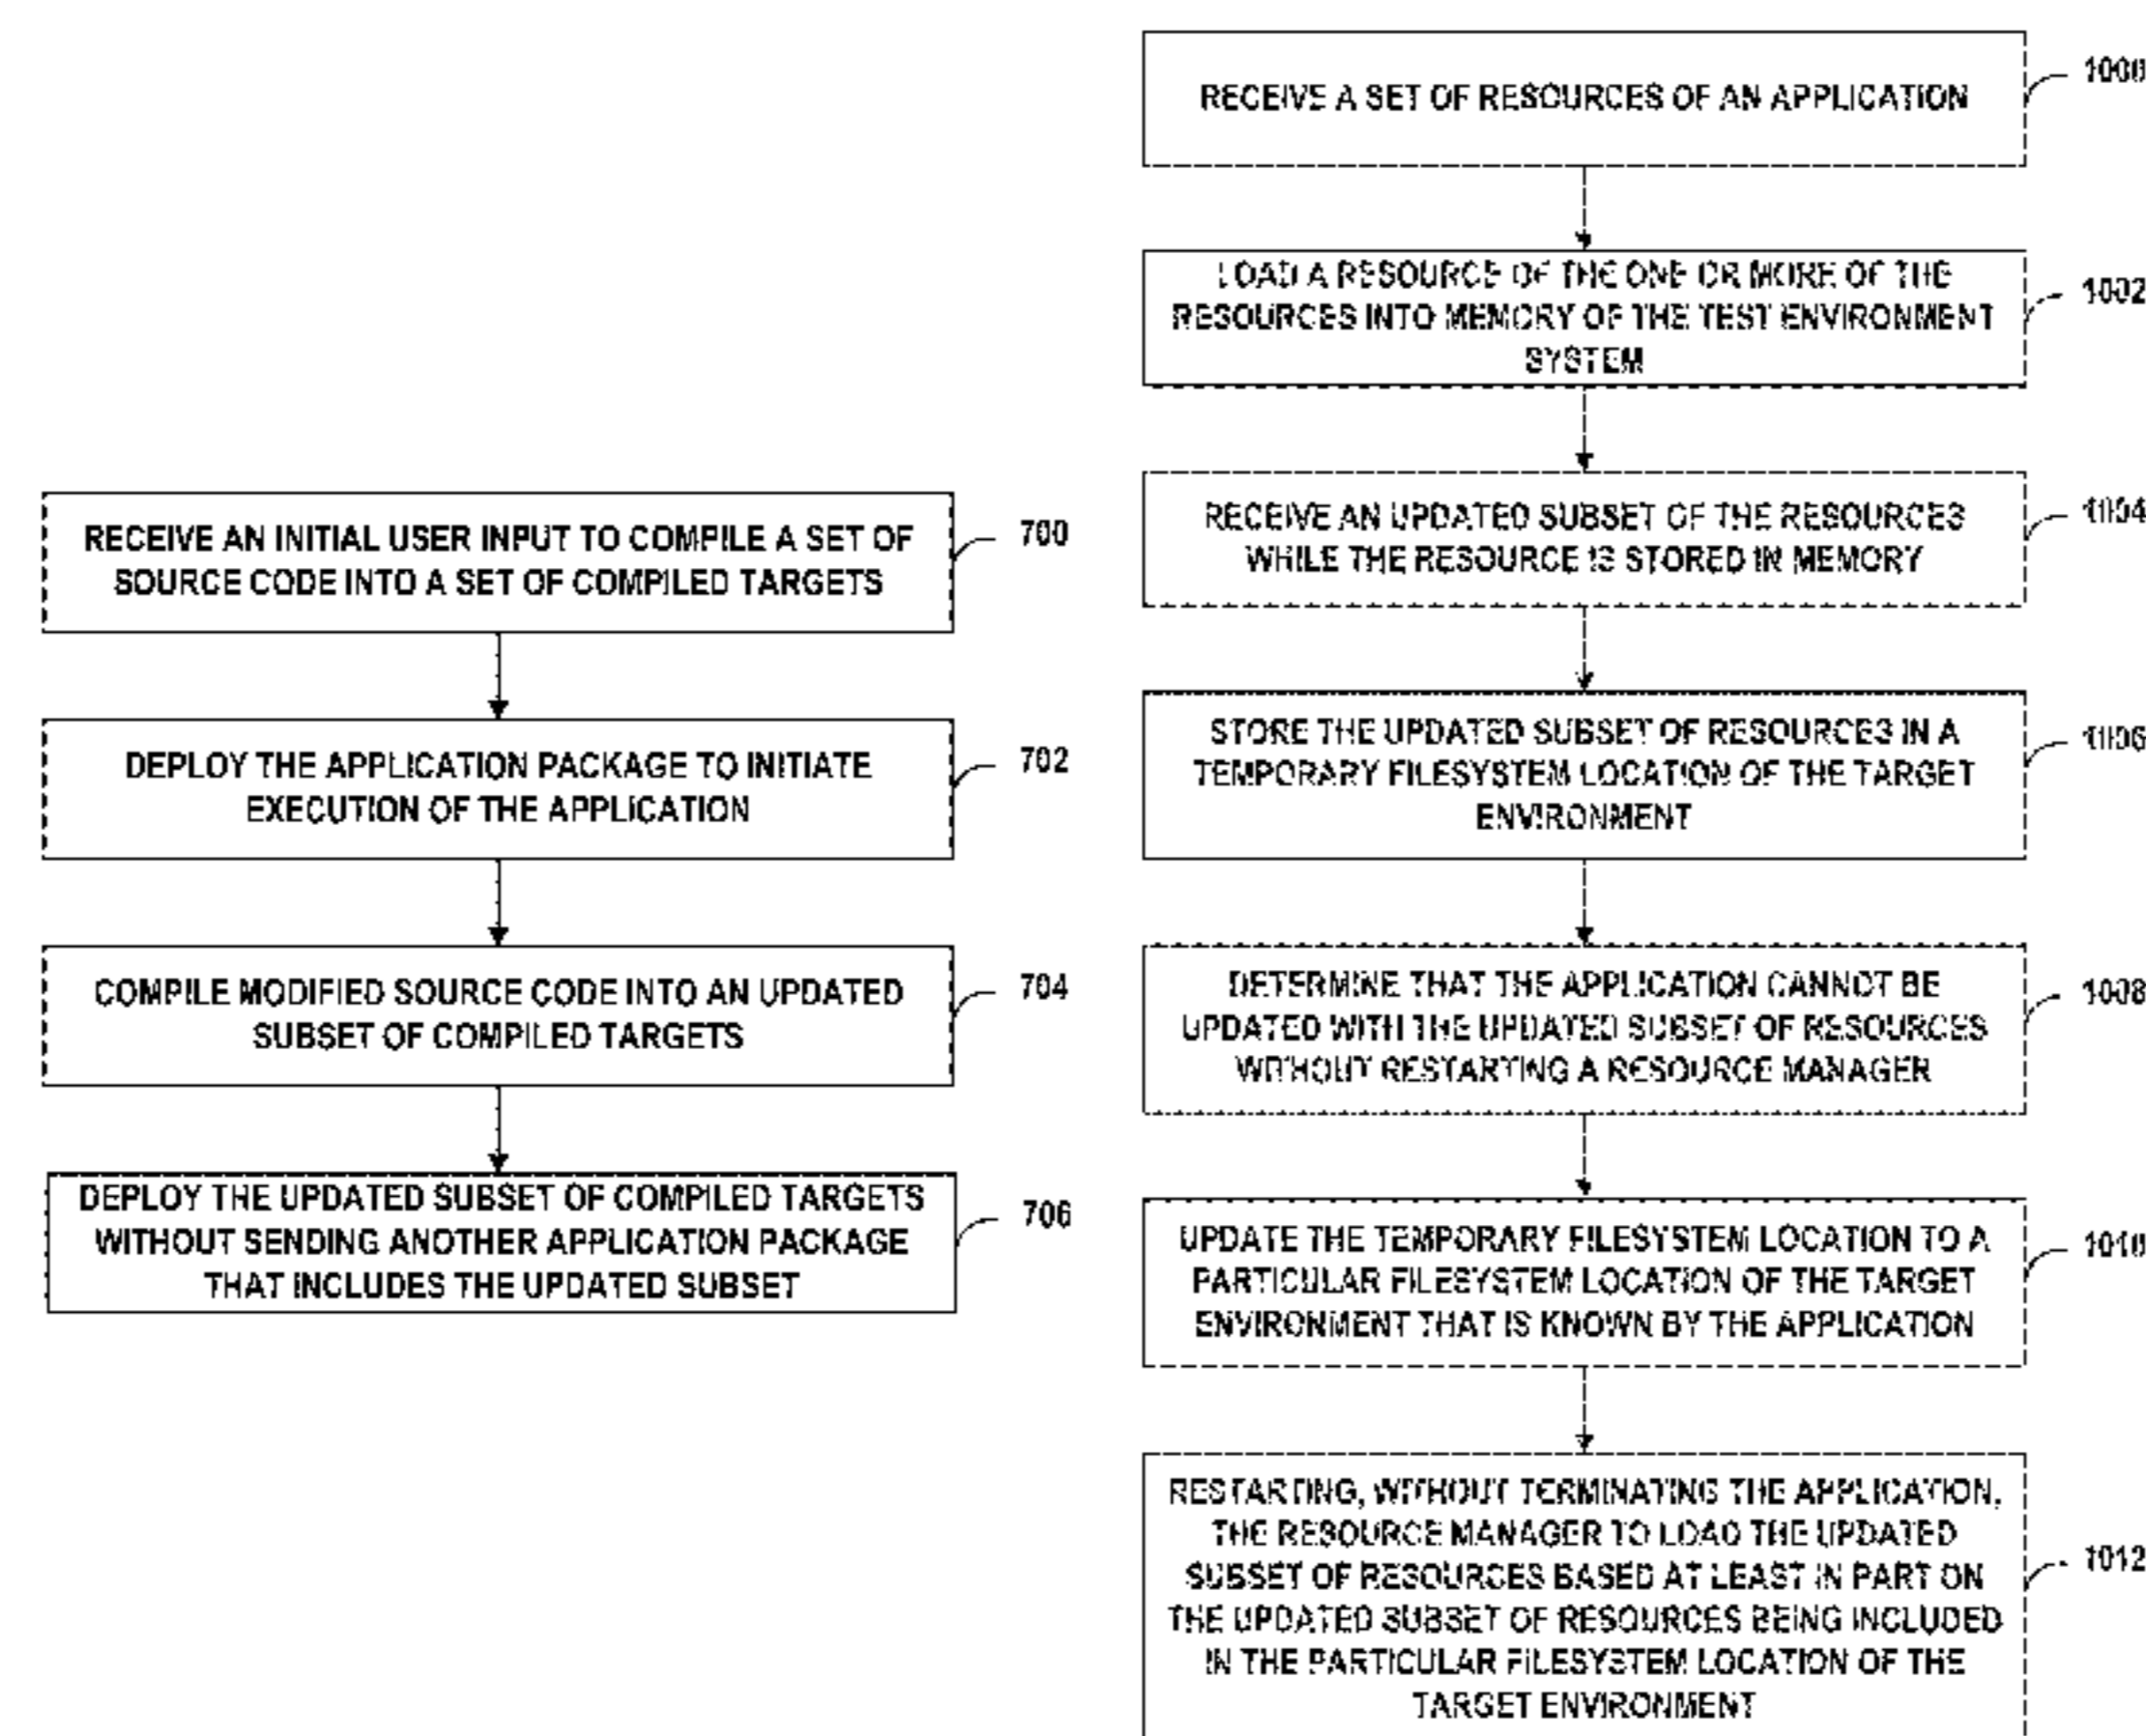 RECEIVE AN INITIAL USER INPUT TO COMPILE A SET OF
SOURCE CODE INTO A SET OF COMPILED TARGETS
700
DEPLOY THE APPLICATION PACKAGE TO INITIATE
EXECUTION OF THE APPLICATION
702
COMPILE MODIFIED SOURCE CODE INTO AN UPDATED
SUBSET OF COMPILED TARGETS
704
DEPLOY THE UPDATED SUBSET OF COMPILED TARGETS
WITHOUT SENDING ANOTHER APPLICATION PACKAGE
THAT INCLUDES THE UPDATED SUBSET
706
RECEIVE A SET OF RESOURCES OF AN APPLICATION
1000
LOAD A RESOURCE OF THE ONE OR MORE OF THE
RESOURCES INTO MEMORY OF THE TEST ENVIRONMENT
SYSTEM
1002
RECEIVE AN UPDATED SUBSET OF THE RESOURCES
WHILE THE RESOURCE IS STORED IN MEMORY
1004
STORE THE UPDATED SUBSET OF RESOURCES IN A
TEMPORARY FILESYSTEM LOCATION OF THE TARGET
ENVIRONMENT
1006
DETERMINE THAT THE APPLICATION CANNOT BE
UPDATED WITH THE UPDATED SUBSET OF RESOURCES
WITHOUT RESTARTING A RESOURCE MANAGER
1008
UPDATE THE TEMPORARY FILESYSTEM LOCATION TO A
PARTICULAR FILESYSTEM LOCATION OF THE TARGET
ENVIRONMENT THAT IS KNOWN BY THE APPLICATION
1010
RESTARTING, WITHOUT TERMINATING THE APPLICATION,
THE RESOURCE MANAGER TO LOAD THE UPDATED
SUBSET OF RESOURCES BASED AT LEAST IN PART ON
THE UPDATED SUBSET OF RESOURCES BEING INCLUDED
IN THE PARTICULAR FILESYSTEM LOCATION OF THE
TARGET ENVIRONMENT
1012